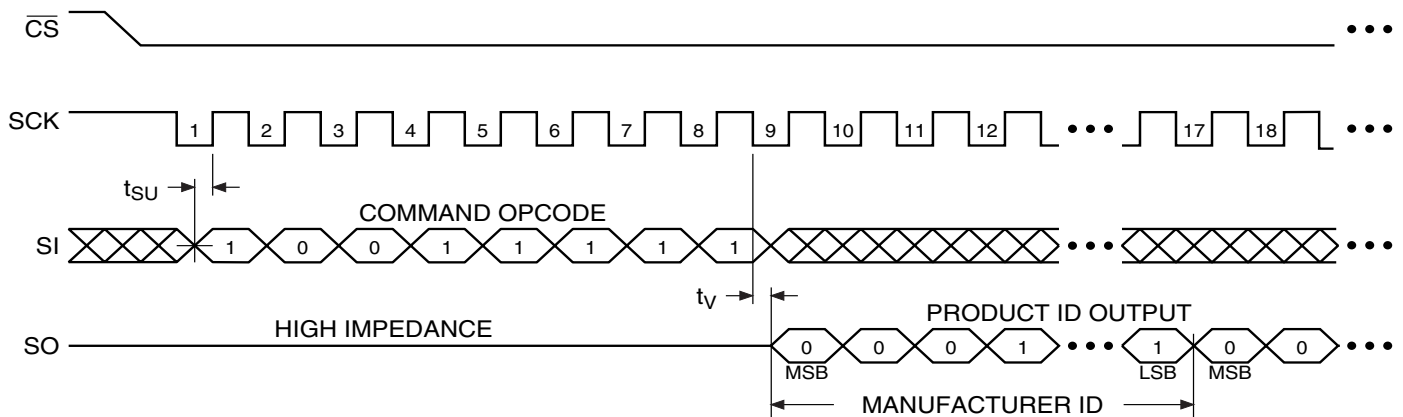 CS
SCK 1 2 3 4 5 6 7 8 9 10 11 12 17 18
tSU
COMMAND OPCODE
SI 1 0 0 1 1 1 1 1
tV
HIGH IMPEDANCE PRODUCT ID OUTPUT
SO 0 0 0 1 1 0 0
MSB LSB MSB
MANUFACTURER ID